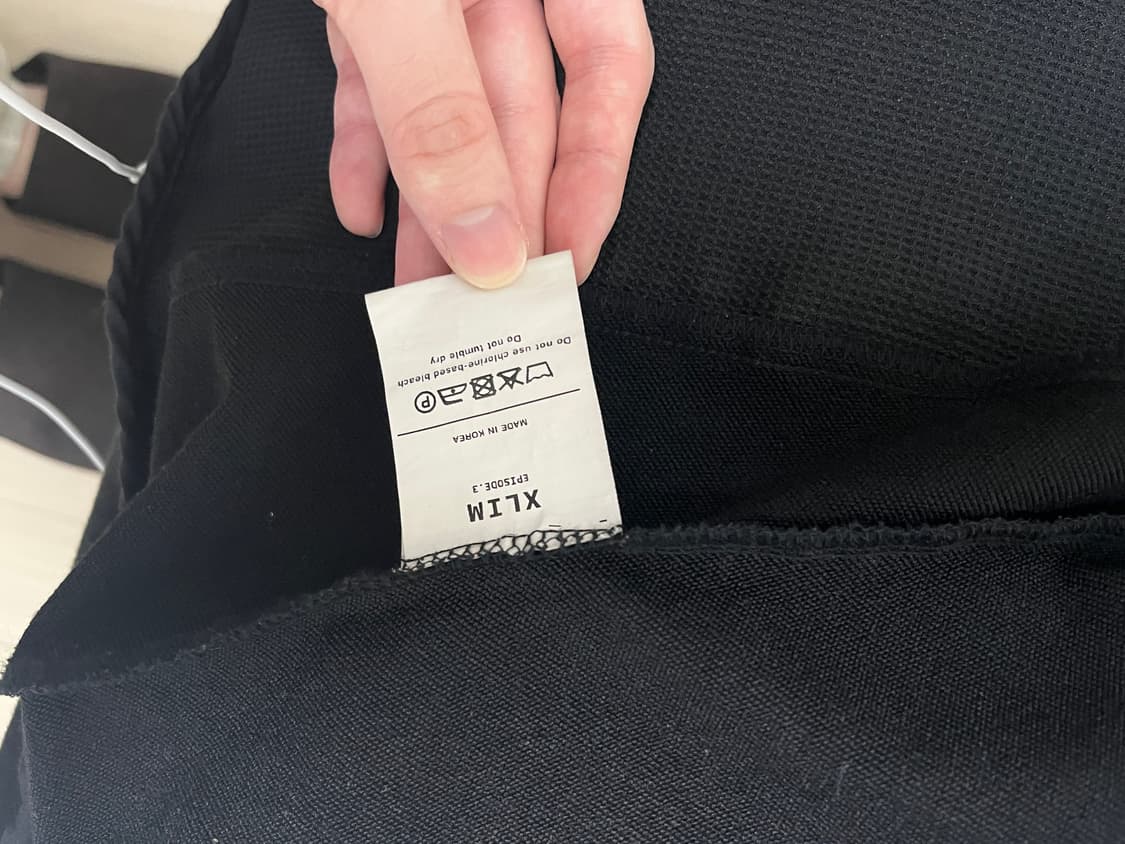 XLIM
EPISODE.3
MADE IN KOREA
P
Do not use chlorine-based bleach
Do not tumble dry